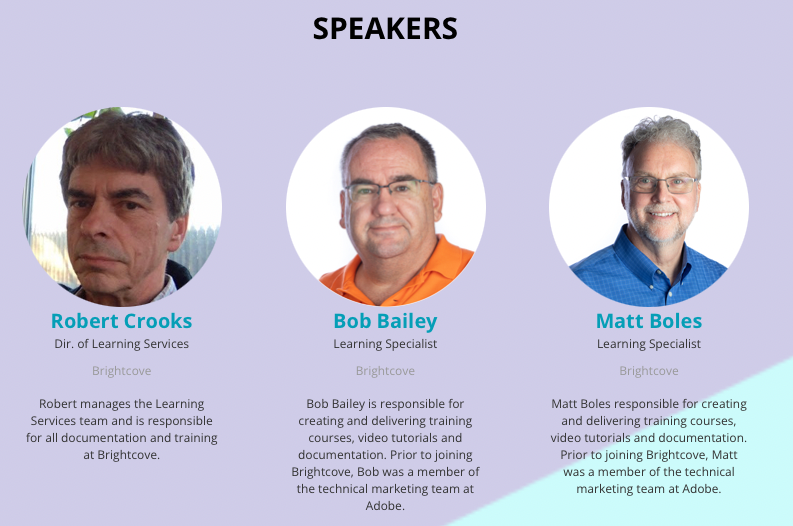 SPEAKERS
Robert Crooks
Dir. of Learning Services
Brightcove
Robert manages the Learning
Services team and is responsible
for all documentation and training
at Brightcove.
Bob Bailey
Learning Specialist
Brightcove
Bob Bailey is responsible for
creating and delivering training
courses, video tutorials and
documentation. Prior to joining
Brightcove, Bob was a member of
the technical marketing team at
Adobe.
Matt Boles
Learning Specialist
Brightcove
Matt Boles responsible for creating
and delivering training courses,
video tutorials and documentation.
Prior to joining Brightcove, Matt
was a member of the technical
marketing team at Adobe.